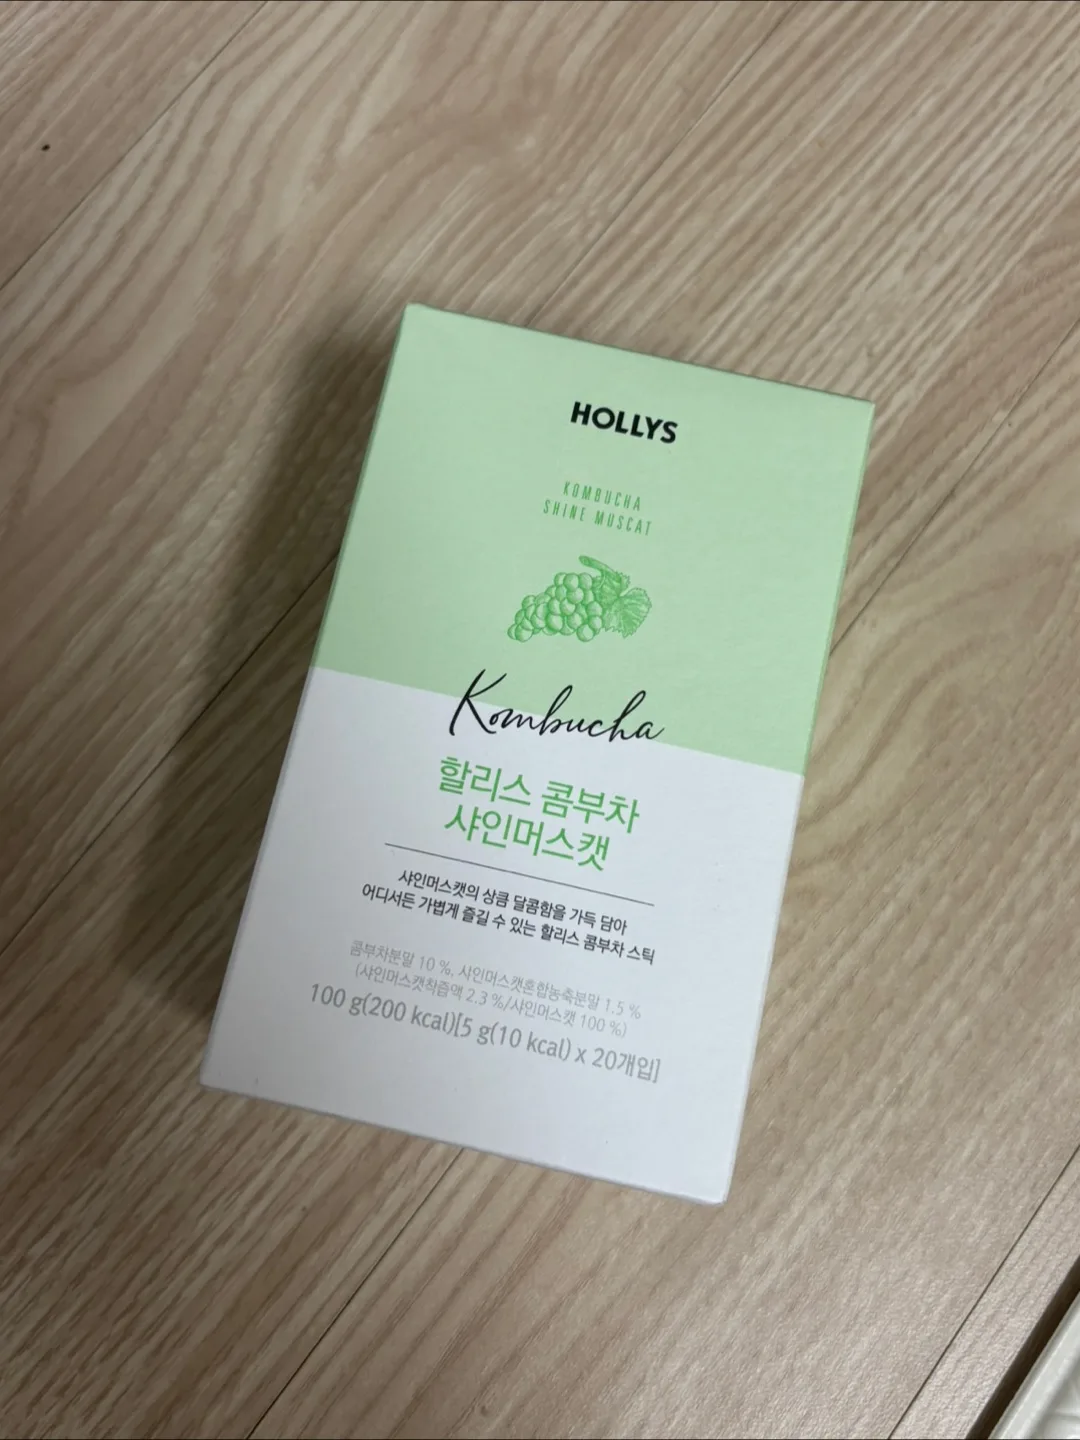 HOLLYS
KOMBUCHA
SHINE MUSCAT
Kombucha
할리스 콤부차
샤인머스캣
샤인머스캣의 상큼 달콤함을 가득 담아
어디서든 가볍게 즐길 수 있는 할리스 콤부차 스틱
콤부차분말 10 %, 샤인머스캣혼합농축분말 1.5 %
(샤인머스캣착즙액 2.3 %/샤인머스캣 100 %)
100 g(200 kcal)[5 g(10 kcal) x 20개입]